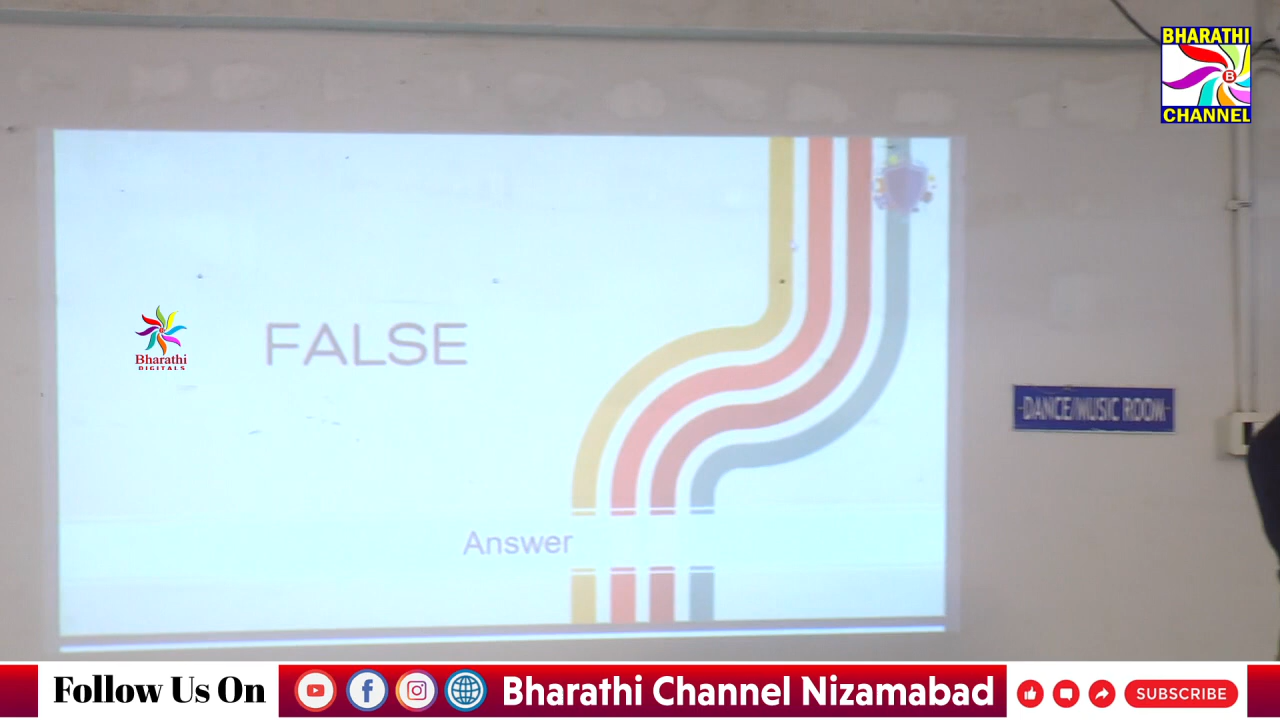 BHARATHI
B
CHANNEL
Bharathi
DIGITALS
FALSE
DANCE/MUSIC ROOM
Answer
Follow Us On
Bharathi Channel Nizamabad
SUBSCRIBE